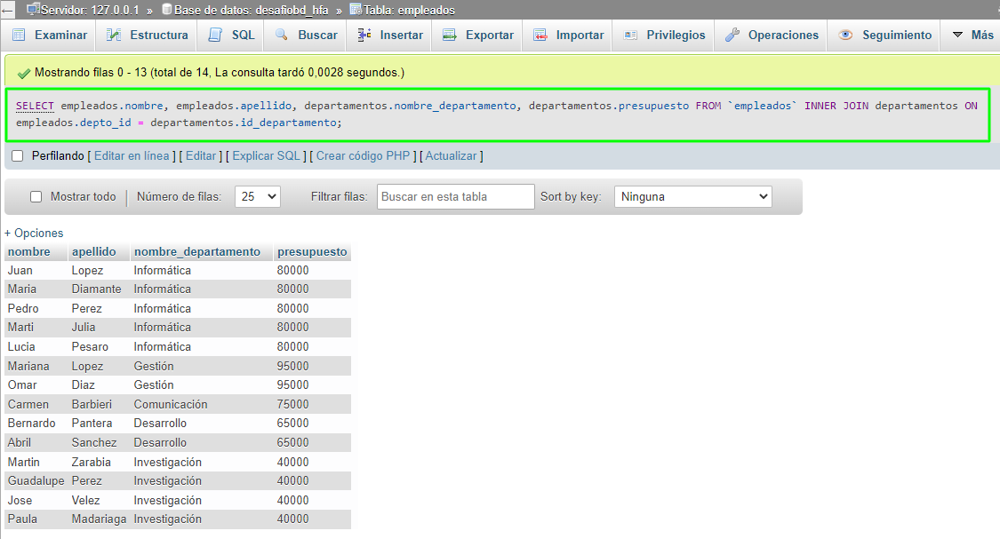 Servidor: 127.0.0.1 » Base de datos: desafiobd_hfa » Tabla: empleados
Examinar Estructura SQL Buscar Insertar Exportar Importar Privilegios Operaciones Seguimiento Más
Mostrando filas 0 - 13 (total de 14, La consulta tardó 0,0028 segundos.)
SELECT empleados.nombre, empleados.apellido, departamentos.nombre_departamento, departamentos.presupuesto FROM `empleados` INNER JOIN departamentos ON
empleados.depto_id = departamentos.id_departamento;
Perfilando [ Editar en línea ] [ Editar ] [ Explicar SQL ] [ Crear código PHP ] [ Actualizar ]
Mostrar todo Número de filas: 25 Filtrar filas: Buscar en esta tabla Sort by key: Ninguna
+ Opciones
nombre apellido nombre_departamento presupuesto
Juan Lopez Informática 80000
Maria Diamante Informática 80000
Pedro Perez Informática 80000
Marti Julia Informática 80000
Lucia Pesaro Informática 80000
Mariana Lopez Gestión 95000
Omar Diaz Gestión 95000
Carmen Barbieri Comunicación 75000
Bernardo Pantera Desarrollo 65000
Abril Sanchez Desarrollo 65000
Martin Zarabia Investigación 40000
Guadalupe Perez Investigación 40000
Jose Velez Investigación 40000
Paula Madariaga Investigación 40000